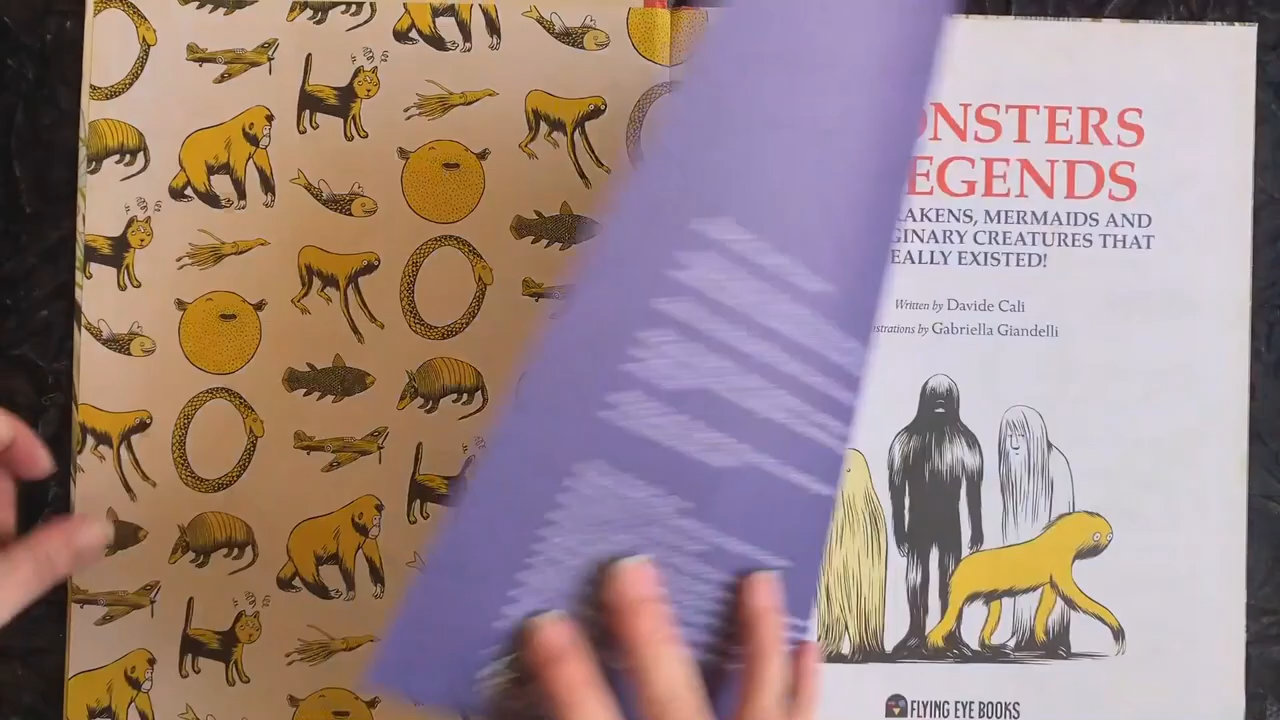 ONSTERS
EGENDS
AKENS, MERMAIDS AND
GINARY CREATURES THAT
EALLY EXISTED!
Written by Davide Cali
strations by Gabriella Giandelli
FLYING EYE BOOKS